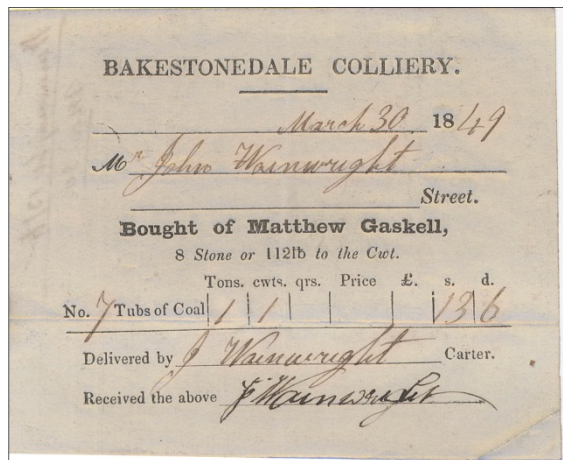 BAKESTONEDALE COLLIERY.
March 30 1849
Mr John Wainwright
Street.
Bought of Matthew Gaskell,
8 Stone or 112lb to the Cwt.
Tons. cwts. qrs. Price £. s. d.
No. 7 Tubs of Coal 1 1 13 6
Delivered by J Wainwright Carter.
Received the above J Wainwright